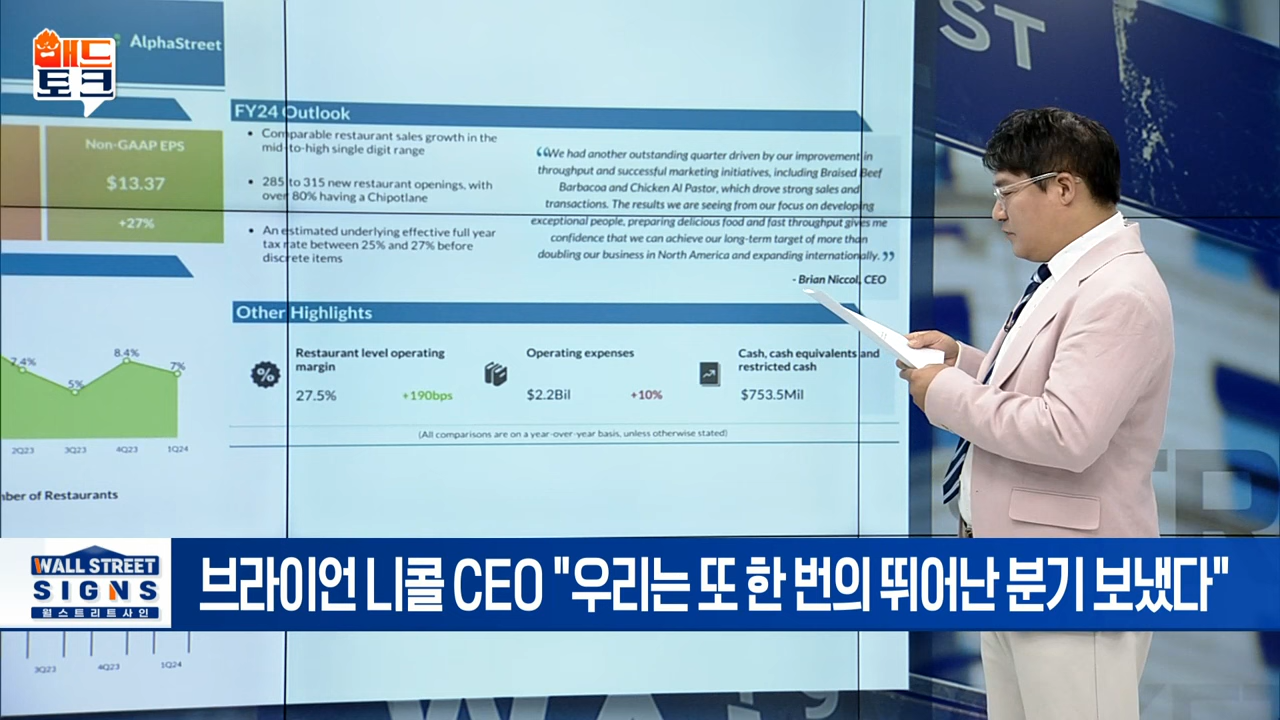 매드
토크
AlphaStreet
ST
Non-GAAP EPS
$13.37
+27%
FY24 Outlook
• Comparable restaurant sales growth in the
mid-to-high single digit range
• 285 to 315 new restaurant openings, with
over 80% having a Chipotlane
• An estimated underlying effective full year
tax rate between 25% and 27% before
discrete items
“We had another outstanding quarter driven by our improvement in
throughput and successful marketing initiatives, including Braised Beef
Barbacoa and Chicken Al Pastor, which drove strong sales and
transactions. The results we are seeing from our focus on developing
exceptional people, preparing delicious food and fast throughput gives me
confidence that we can achieve our long-term target of more than
doubling our business in North America and expanding internationally.”
- Brian Niccol, CEO
Other Highlights
Restaurant level operating
margin
27.5% +190bps
Operating expenses
$2.2Bil +10%
Cash, cash equivalents and
restricted cash
$753.5Mil
(All comparisons are on a year-over-year basis, unless otherwise stated)
7.4% 5% 8.4% 7%
2Q23 3Q23 4Q23 1Q24
of Restaurants
WALL STREET
SIGNS
월스트리트사인
브라이언 니콜 CEO "우리는 또 한 번의 뛰어난 분기 보냈다"
3Q23 4Q23 1Q24